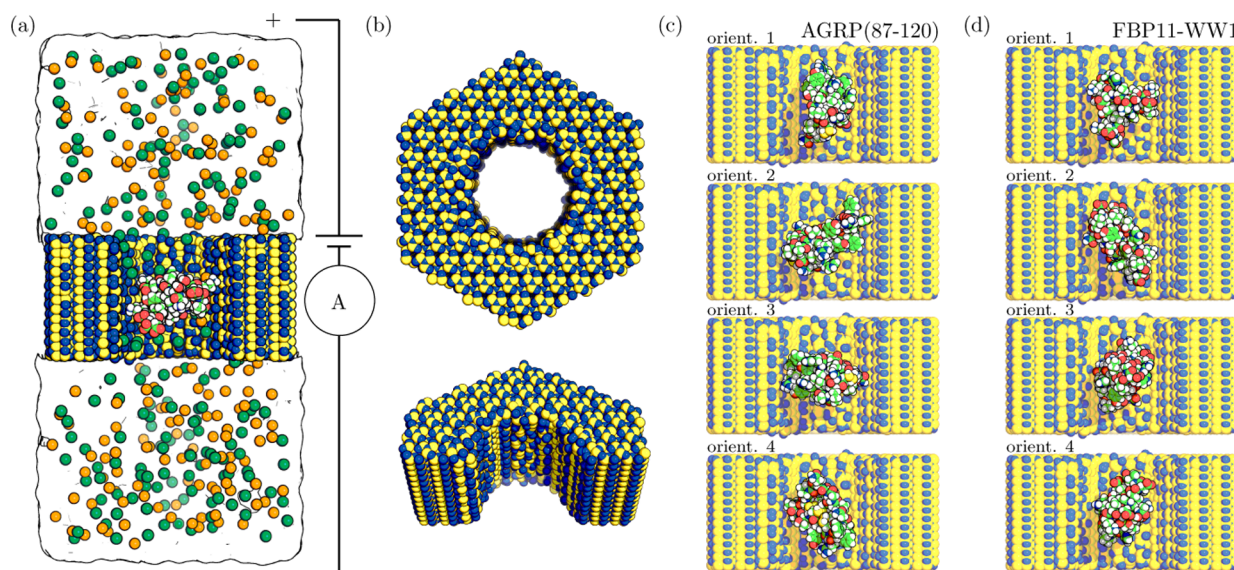 (a)
+
A
(b)
(c)
AGRP(87-120)
orient. 1
orient. 2
orient. 3
orient. 4
(d)
FBP11-WW1
orient. 1
orient. 2
orient. 3
orient. 4